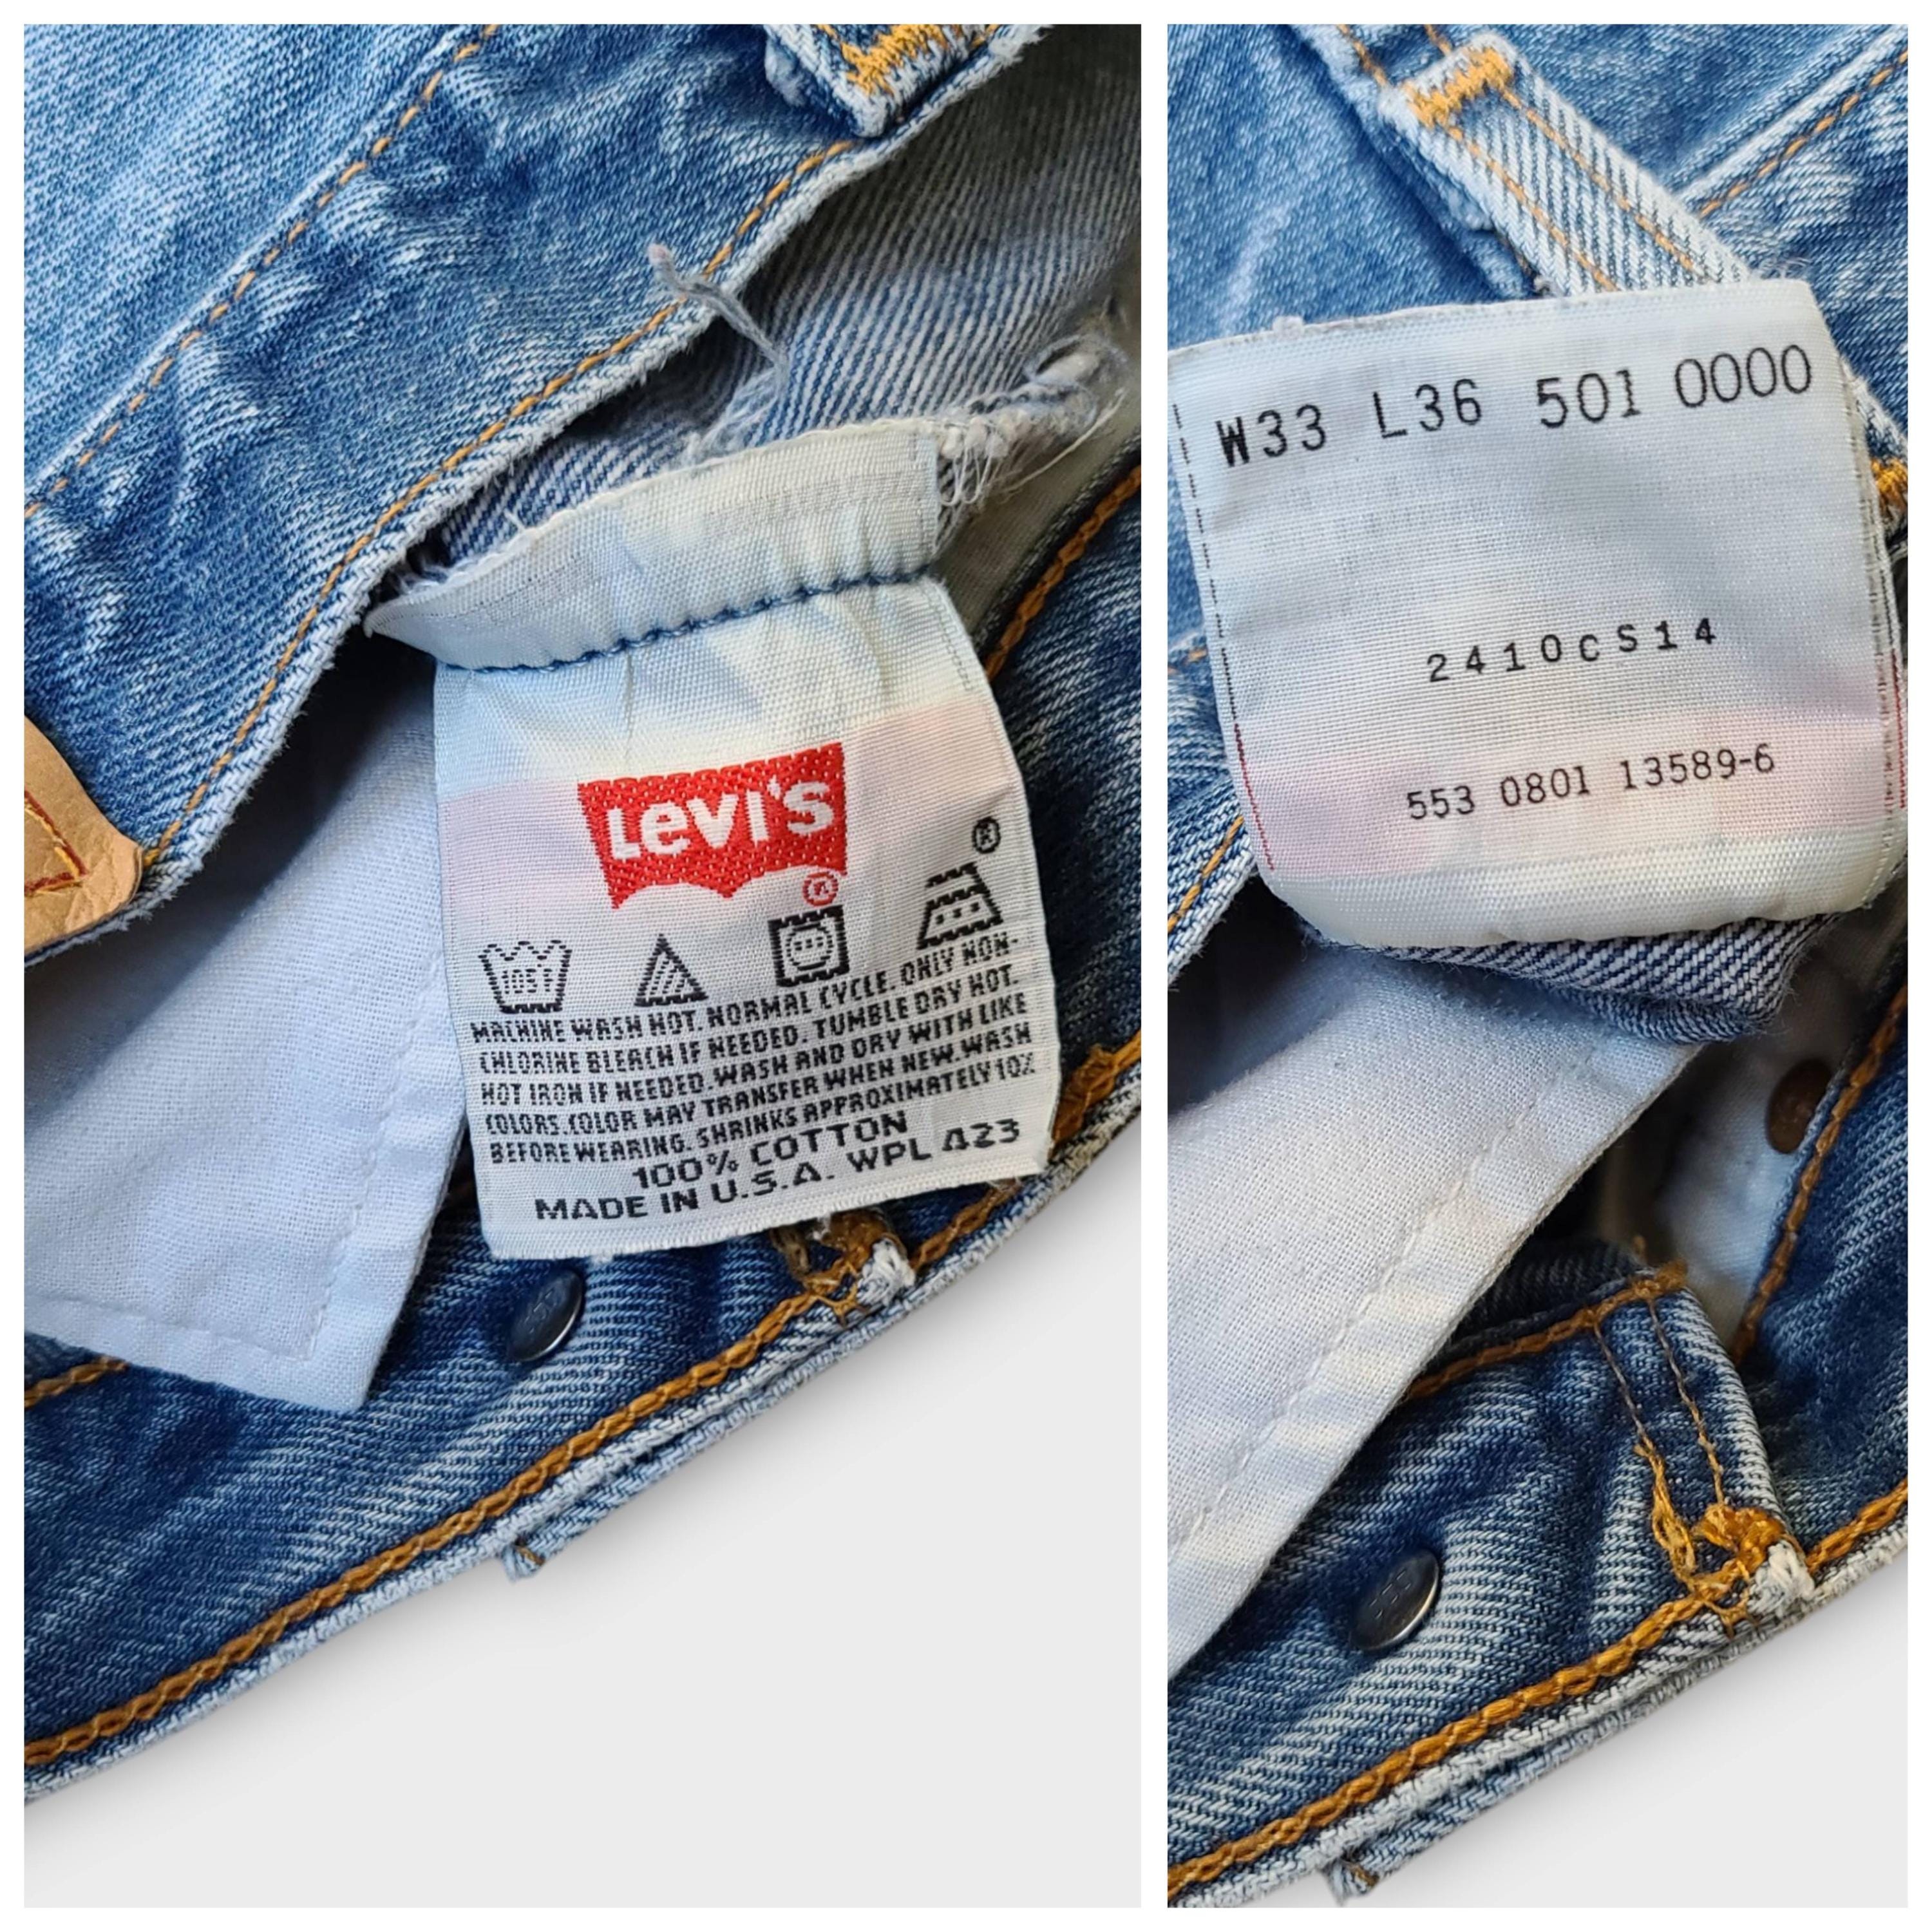 LEVI'S
®
®
105F
MACHINE WASH HOT. NORMAL CYCLE. ONLY NON-
CHLORINE BLEACH IF NEEDED. TUMBLE DRY HOT.
HOT IRON IF NEEDED. WASH AND DRY WITH LIKE
COLORS. COLOR MAY TRANSFER WHEN NEW. WASH
BEFORE WEARING. SHRINKS APPROXIMATELY 10%
100% COTTON
MADE IN U.S.A. WPL 423
W33 L36 501 0000
2410cS14
553 0801 13589-6